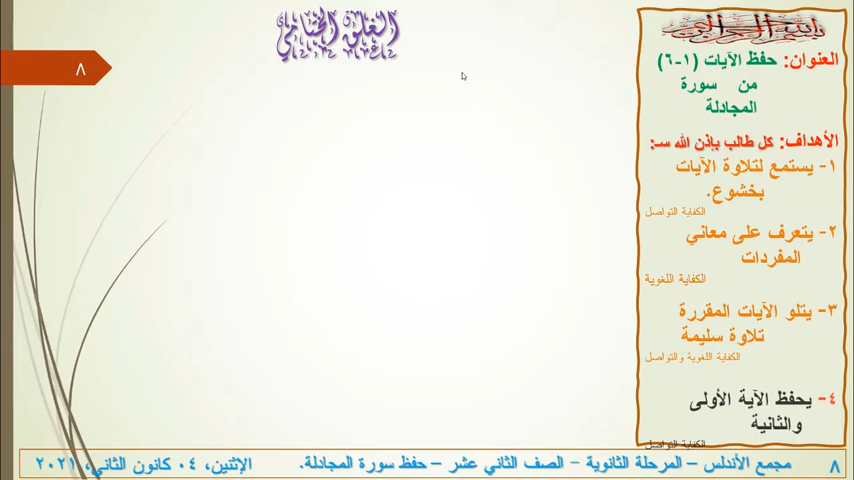 بسم الله الرحمن الرحيم
الغلق الختامي
٨
العنوان: حفظ الآيات (١-٦)
من سورة
المجادلة
الأهداف: كل طالب بإذن الله سـ:
١- يستمع لتلاوة الآيات
بخشوع.
الكفاية التواصل
٢- يتعرف على معاني
المفردات
الكفاية اللغوية
٣- يتلو الآيات المقررة
تلاوة سليمة
الكفاية اللغوية والتواصل
٤- يحفظ الآية الأولى
والثانية
الكفاية التواصل
٨ مجمع الأندلس – المرحلة الثانوية – الصف الثاني عشر – حفظ سورة المجادلة. الإثنين، ٠٤ كانون الثاني، ٢٠٢١